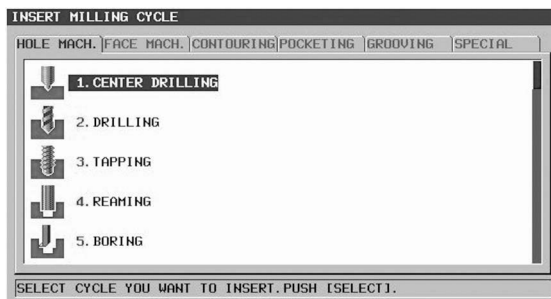 INSERT MILLING CYCLE
HOLE MACH. FACE MACH. CONTOURING POCKETING GROOVING SPECIAL
1. CENTER DRILLING
2. DRILLING
3. TAPPING
4. REAMING
5. BORING
SELECT CYCLE YOU WANT TO INSERT. PUSH [SELECT].